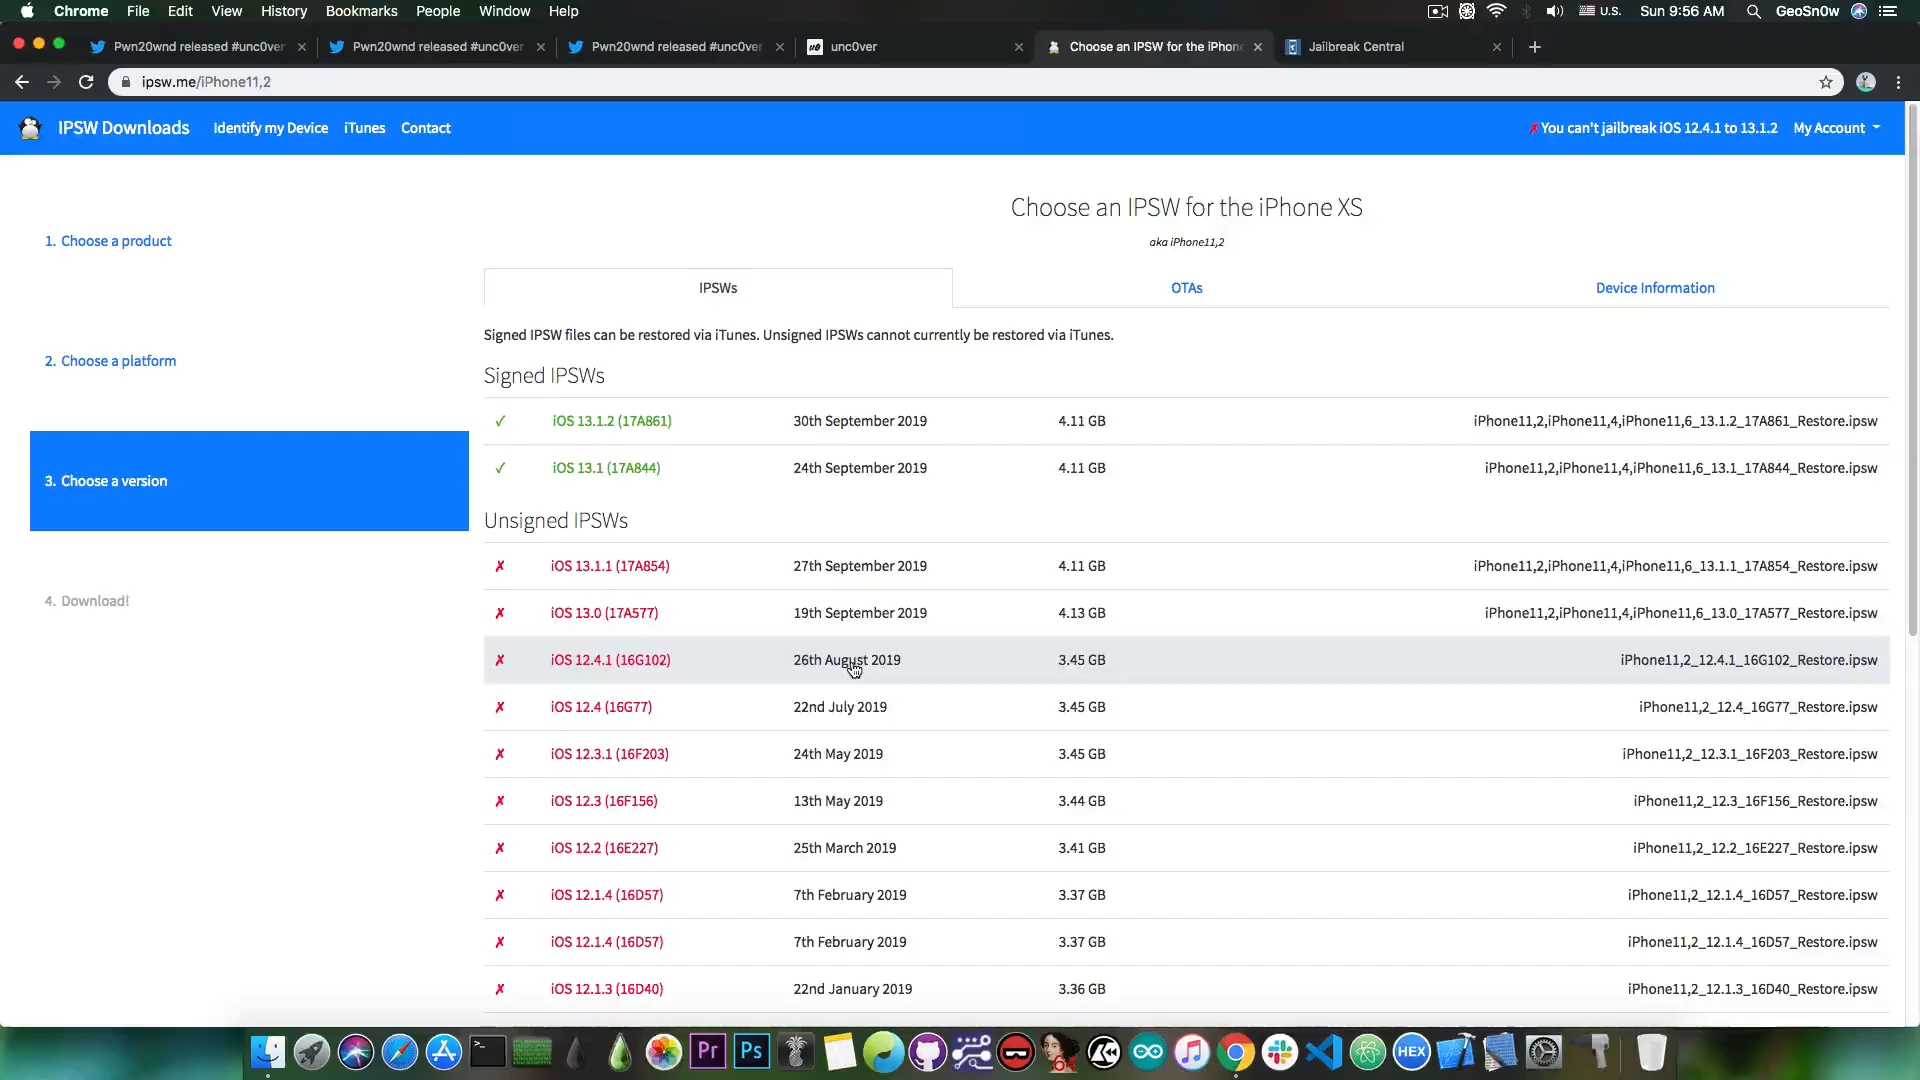 Chrome File Edit View History Bookmarks People Window Help U.S. Sun 9:56 AM GeoSn0w
Pwn20wnd released #unc0ver Pwn20wnd released #unc0ver Pwn20wnd released #unc0ver unc0ver Choose an IPSW for the iPhone Jailbreak Central
ipsw.me/iPhone11,2
IPSW Downloads Identify my Device iTunes Contact ✗You can't jailbreak iOS 12.4.1 to 13.1.2 My Account
Choose an IPSW for the iPhone XS
aka iPhone11,2
1. Choose a product
2. Choose a platform
3. Choose a version
4. Download!
IPSWs OTAs Device Information
Signed IPSW files can be restored via iTunes. Unsigned IPSWs cannot currently be restored via iTunes.
Signed IPSWs
✓ iOS 13.1.2 (17A861) 30th September 2019 4.11 GB iPhone11,2,iPhone11,4,iPhone11,6_13.1.2_17A861_Restore.ipsw
✓ iOS 13.1 (17A844) 24th September 2019 4.11 GB iPhone11,2,iPhone11,4,iPhone11,6_13.1_17A844_Restore.ipsw
Unsigned IPSWs
✗ iOS 13.1.1 (17A854) 27th September 2019 4.11 GB iPhone11,2,iPhone11,4,iPhone11,6_13.1.1_17A854_Restore.ipsw
✗ iOS 13.0 (17A577) 19th September 2019 4.13 GB iPhone11,2,iPhone11,4,iPhone11,6_13.0_17A577_Restore.ipsw
✗ iOS 12.4.1 (16G102) 26th August 2019 3.45 GB iPhone11,2_12.4.1_16G102_Restore.ipsw
✗ iOS 12.4 (16G77) 22nd July 2019 3.45 GB iPhone11,2_12.4_16G77_Restore.ipsw
✗ iOS 12.3.1 (16F203) 24th May 2019 3.45 GB iPhone11,2_12.3.1_16F203_Restore.ipsw
✗ iOS 12.3 (16F156) 13th May 2019 3.44 GB iPhone11,2_12.3_16F156_Restore.ipsw
✗ iOS 12.2 (16E227) 25th March 2019 3.41 GB iPhone11,2_12.2_16E227_Restore.ipsw
✗ iOS 12.1.4 (16D57) 7th February 2019 3.37 GB iPhone11,2_12.1.4_16D57_Restore.ipsw
✗ iOS 12.1.4 (16D57) 7th February 2019 3.37 GB iPhone11,2_12.1.4_16D57_Restore.ipsw
✗ iOS 12.1.3 (16D40) 22nd January 2019 3.36 GB iPhone11,2_12.1.3_16D40_Restore.ipsw
Pr Ps 64 HEX